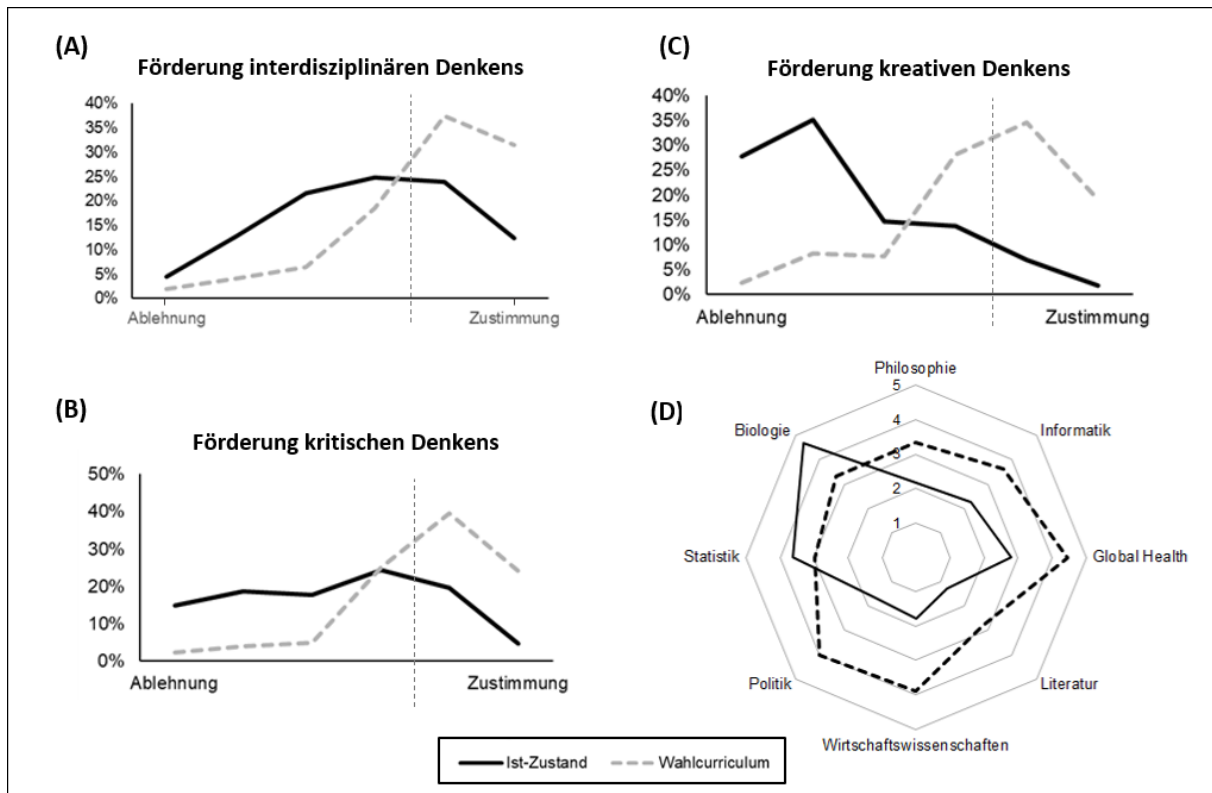 (A)
Förderung interdisziplinären Denkens
40%
35%
30%
25%
20%
15%
10%
5%
0%
Ablehnung Zustimmung
(B)
Förderung kritischen Denkens
50%
40%
30%
20%
10%
0%
Ablehnung Zustimmung
(C)
Förderung kreativen Denkens
40%
35%
30%
25%
20%
15%
10%
5%
0%
Ablehnung Zustimmung
(D)
Philosophie
Informatik
Global Health
Literatur
Wirtschaftswissenschaften
Politik
Statistik
Biologie
5
4
3
2
1
Ist-Zustand Wahlcurriculum